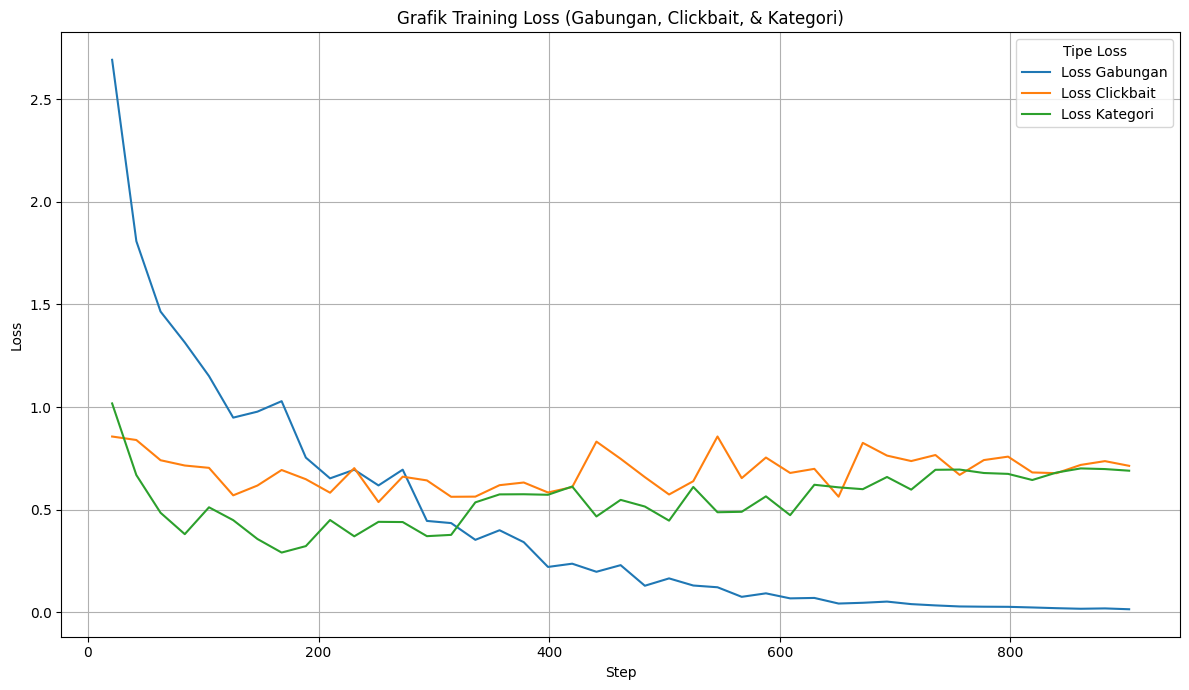 Grafik Training Loss (Gabungan, Clickbait, & Kategori)
Tipe Loss
Loss Gabungan
Loss Clickbait
Loss Kategori
Loss
2.5
2.0
1.5
1.0
0.5
0.0
0
200
400
600
800
Step